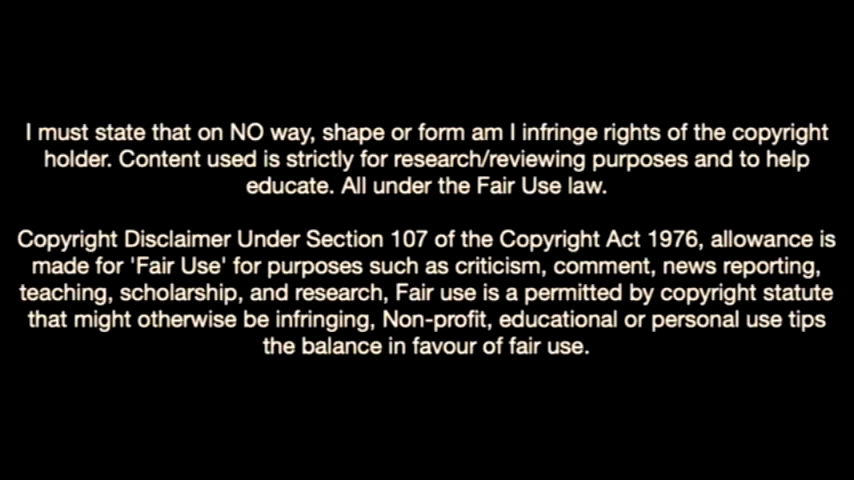 I must state that on NO way, shape or form am I infringe rights of the copyright
holder. Content used is strictly for research/reviewing purposes and to help
educate. All under the Fair Use law.
Copyright Disclaimer Under Section 107 of the Copyright Act 1976, allowance is
made for 'Fair Use' for purposes such as criticism, comment, news reporting,
teaching, scholarship, and research, Fair use is a permitted by copyright statute
that might otherwise be infringing, Non-profit, educational or personal use tips
the balance in favour of fair use.